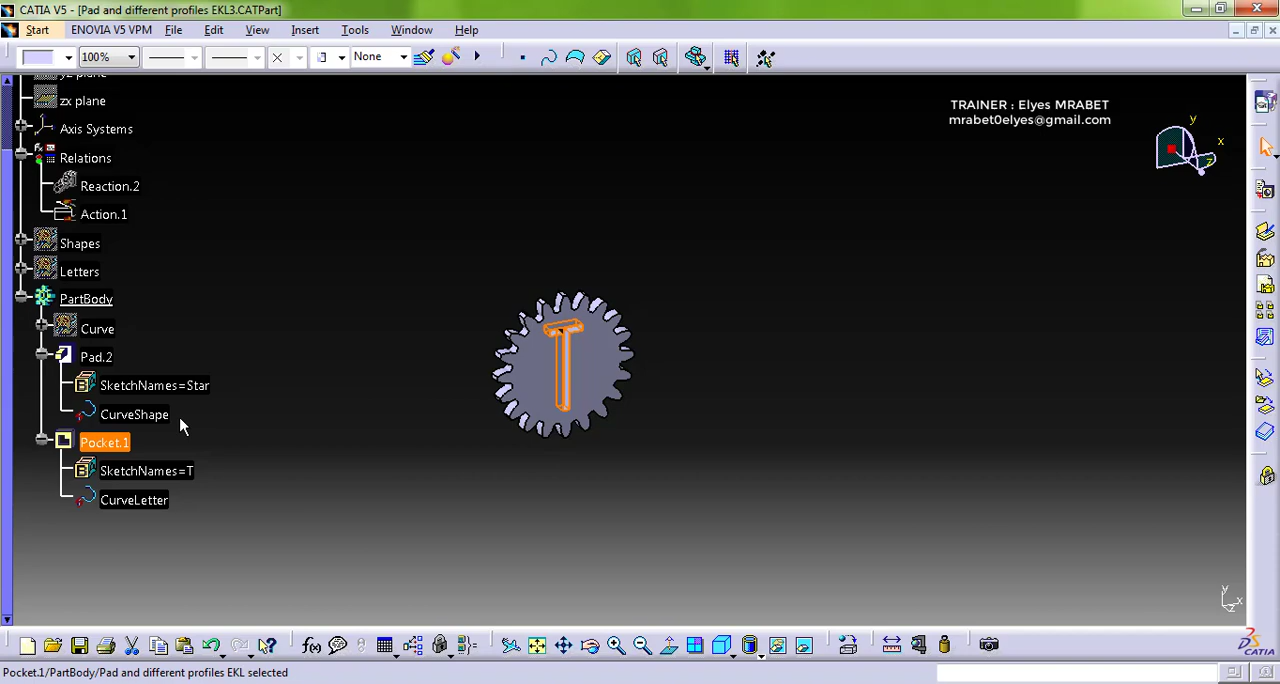 CATIA V5 - [Pad and different profiles EKL3.CATPart]
Start ENOVIA V5 VPM File Edit View Insert Tools Window Help
100% None
zx plane
Axis Systems
Relations
Reaction.2
Action.1
Shapes
Letters
PartBody
Curve
Pad.2
SketchNames=Star
CurveShape
Pocket.1
SketchNames=T
CurveLetter
TRAINER : Elyes MRABET
mrabet0elyes@gmail.com
y
x
z
y
x
z
CATIA
Pocket.1/PartBody/Pad and different profiles EKL selected